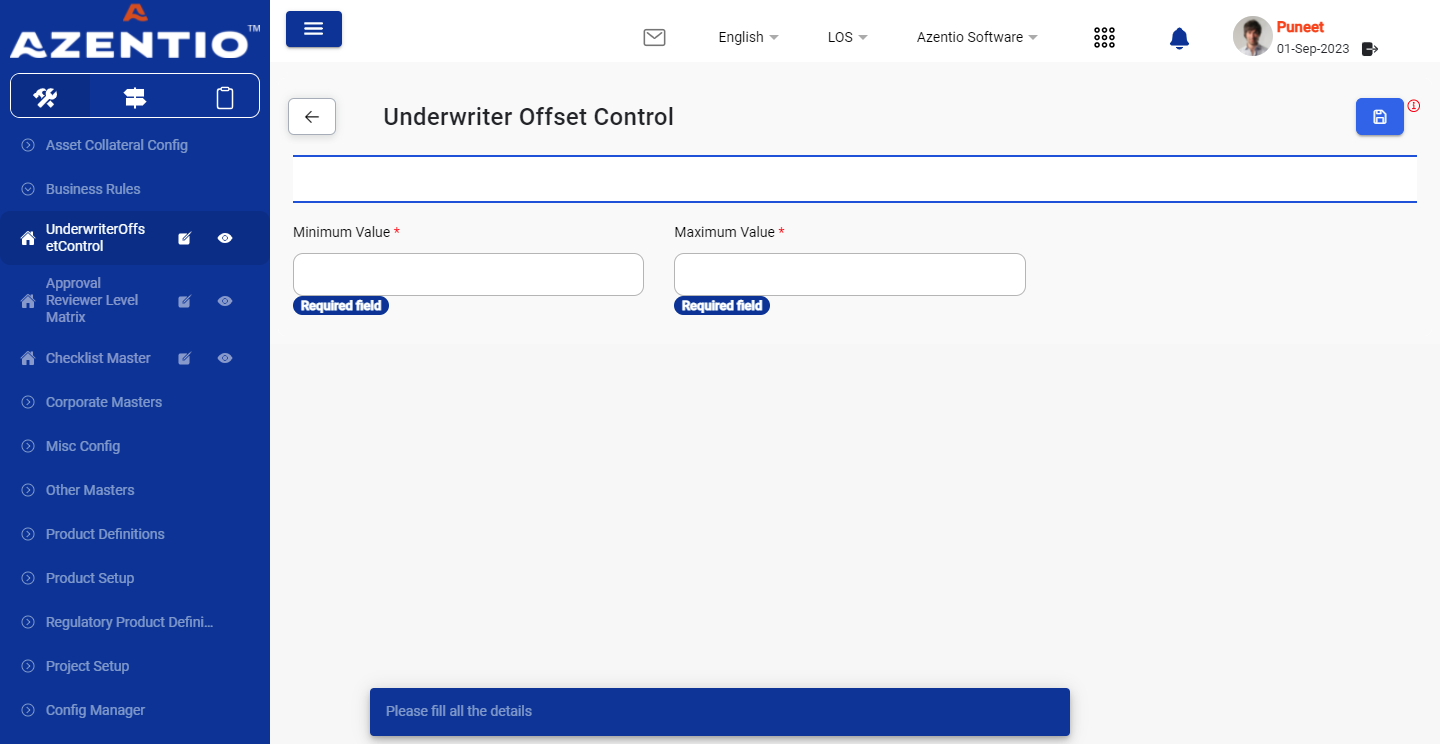 AZENTIO™
English
LOS
Azentio Software
Puneet
01-Sep-2023
Underwriter Offset Control
Asset Collateral Config
Business Rules
UnderwriterOffs
etControl
Approval
Reviewer Level
Matrix
Checklist Master
Corporate Masters
Misc Config
Other Masters
Product Definitions
Product Setup
Regulatory Product Defini...
Project Setup
Config Manager
Minimum Value *
Maximum Value *
Required field
Required field
Please fill all the details